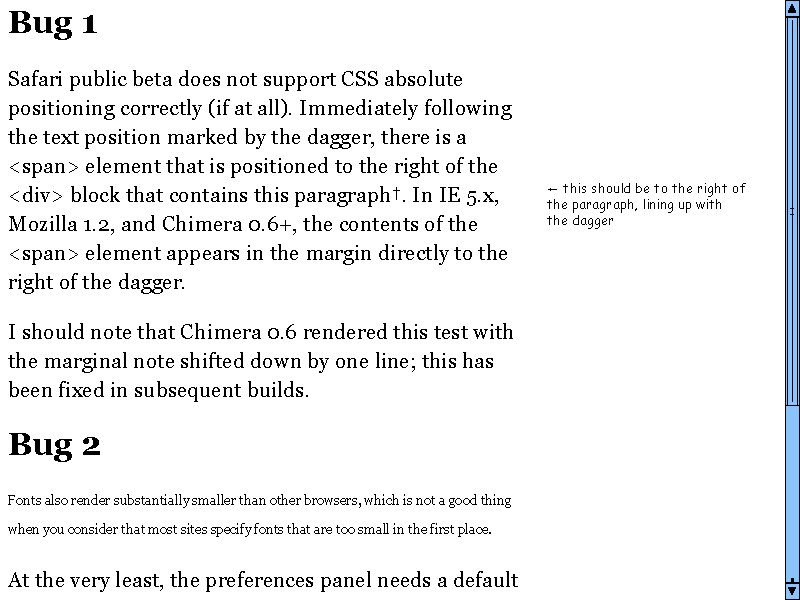 Bug 1
Safari public beta does not support CSS absolute
positioning correctly (if at all). Immediately following
the text position marked by the dagger, there is a
<span> element that is positioned to the right of the
<div> block that contains this paragraph†. In IE 5.x,
Mozilla 1.2, and Chimera 0.6+, the contents of the
<span> element appears in the margin directly to the
right of the dagger.
← this should be to the right of
the paragraph, lining up with
the dagger
I should note that Chimera 0.6 rendered this test with
the marginal note shifted down by one line; this has
been fixed in subsequent builds.
Bug 2
Fonts also render substantially smaller than other browsers, which is not a good thing
when you consider that most sites specify fonts that are too small in the first place.
At the very least, the preferences panel needs a default